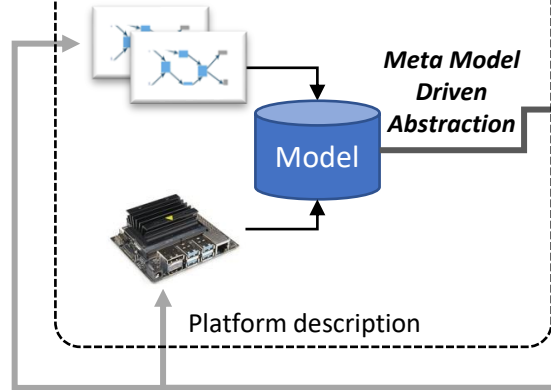 Meta Model
Driven
Abstraction
Model
Platform description